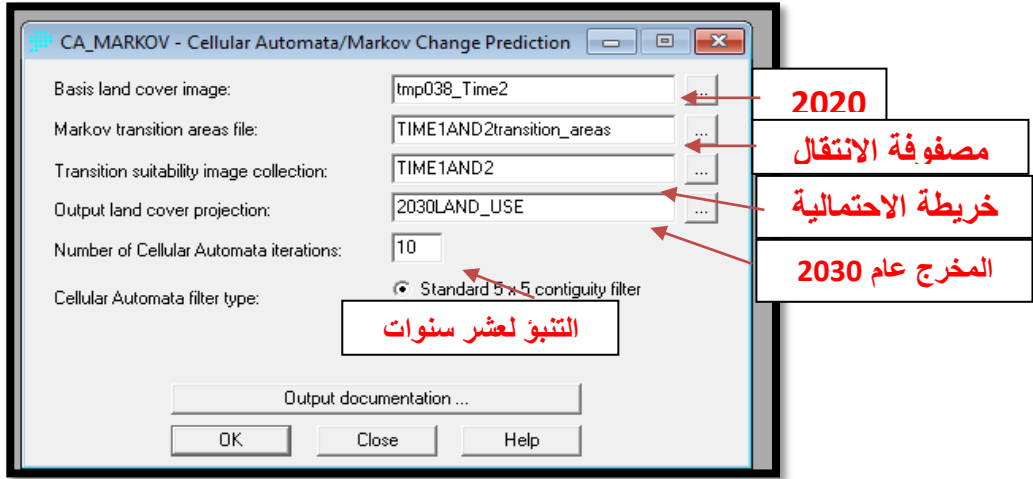 CA_MARKOV - Cellular Automata/Markov Change Prediction
Basis land cover image:
tmp038_Time2
...
2020
Markov transition areas file:
TIME1AND2transition_areas
...
مصفوفة الانتقال
Transition suitability image collection:
TIME1AND2
...
خريطة الاحتمالية
Output land cover projection:
2030LAND_USE
...
المخرج عام 2030
Number of Cellular Automata iterations:
10
Cellular Automata filter type:
Standard 5 x 5 contiguity filter
التنبؤ لعشر سنوات
Output documentation ...
OK
Close
Help